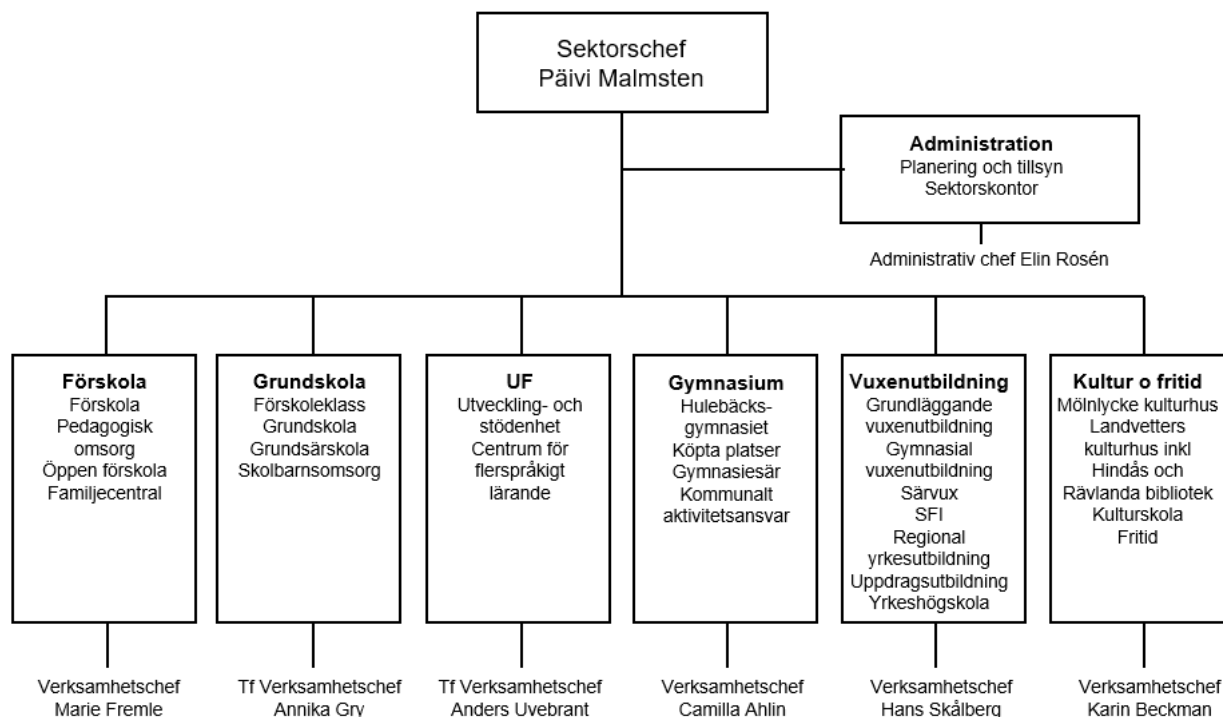 Sektorschef
Päivi Malmsten
Administration
Planering och tillsyn
Sektorskontor
Administrativ chef Elin Rosén
Förskola
Förskola
Pedagogisk
omsorg
Öppen förskola
Familjecentral
Verksamhetschef
Marie Fremle
Grundskola
Förskoleklass
Grundskola
Grundsärskola
Skolbarnsomsorg
Tf Verksamhetschef
Annika Gry
UF
Utveckling- och
stödenhet
Centrum för
flerspråkigt
lärande
Tf Verksamhetschef
Anders Uvebrant
Gymnasium
Hulebäcks-
gymnasiet
Köpta platser
Gymnasiesär
Kommunalt
aktivitetsansvar
Verksamhetschef
Camilla Ahlin
Vuxenutbildning
Grundläggande
vuxenutbildning
Gymnasial
vuxenutbildning
Särvux
SFI
Regional
yrkesutbildning
Uppdragsutbildning
Yrkeshögskola
Verksamhetschef
Hans Skålberg
Kultur o fritid
Mölnlycke kulturhus
Landvetters
kulturhus inkl
Hindås och
Rävlanda bibliotek
Kulturskola
Fritid
Verksamhetschef
Karin Beckman